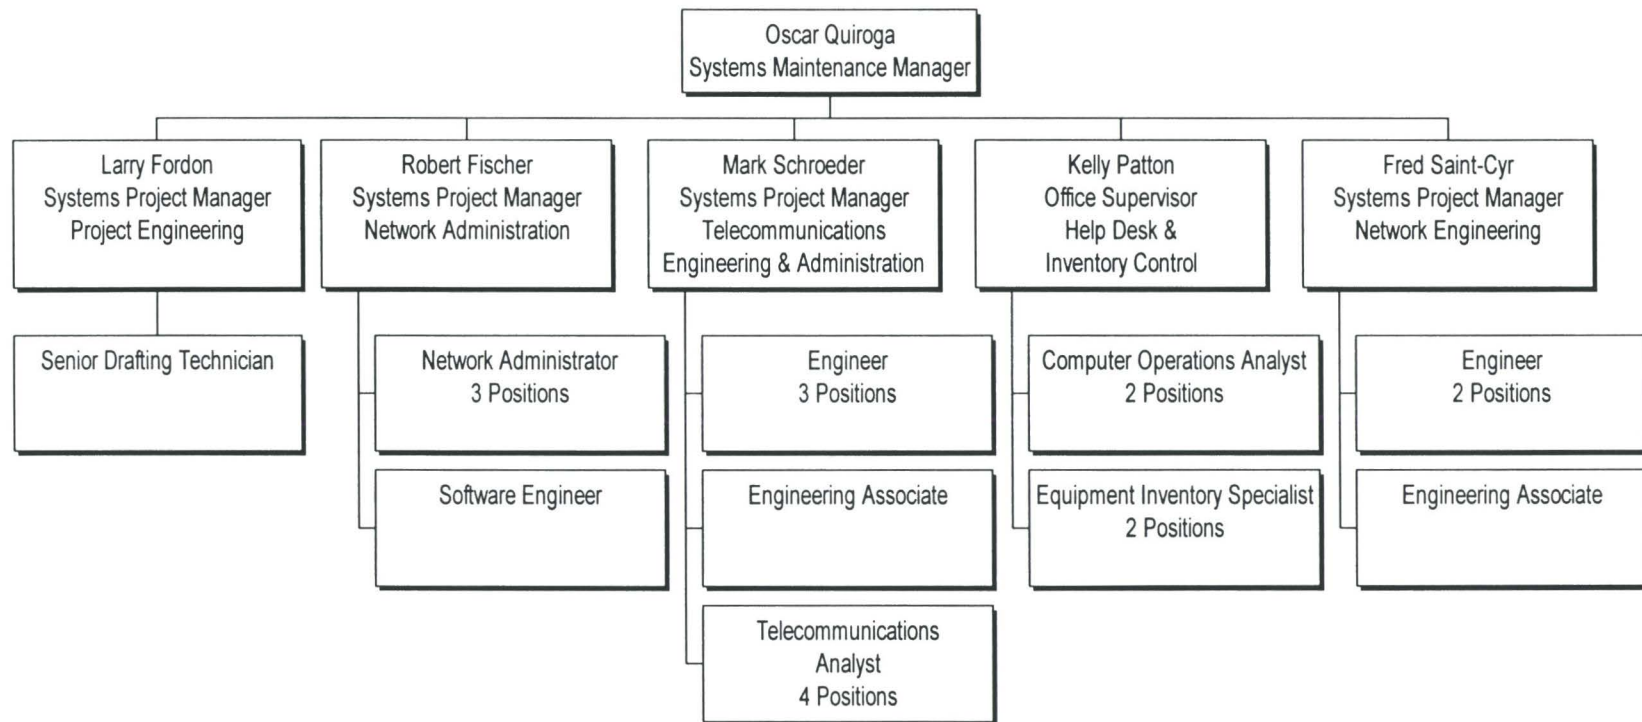 Oscar Quiroga
Systems Maintenance Manager
Larry Fordon
Systems Project Manager
Project Engineering
Robert Fischer
Systems Project Manager
Network Administration
Mark Schroeder
Systems Project Manager
Telecommunications
Engineering & Administration
Kelly Patton
Office Supervisor
Help Desk &
Inventory Control
Fred Saint-Cyr
Systems Project Manager
Network Engineering
Senior Drafting Technician
Network Administrator
3 Positions
Software Engineer
Engineer
3 Positions
Engineering Associate
Telecommunications
Analyst
4 Positions
Computer Operations Analyst
2 Positions
Equipment Inventory Specialist
2 Positions
Engineer
2 Positions
Engineering Associate